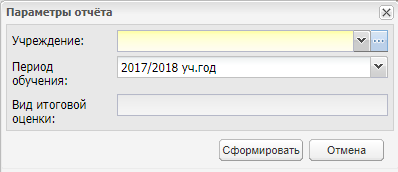 Параметры отчёта
Учреждение:
Период
обучения:
2017/2018 уч.год
Вид итоговой
оценки:
Сформировать
Отмена